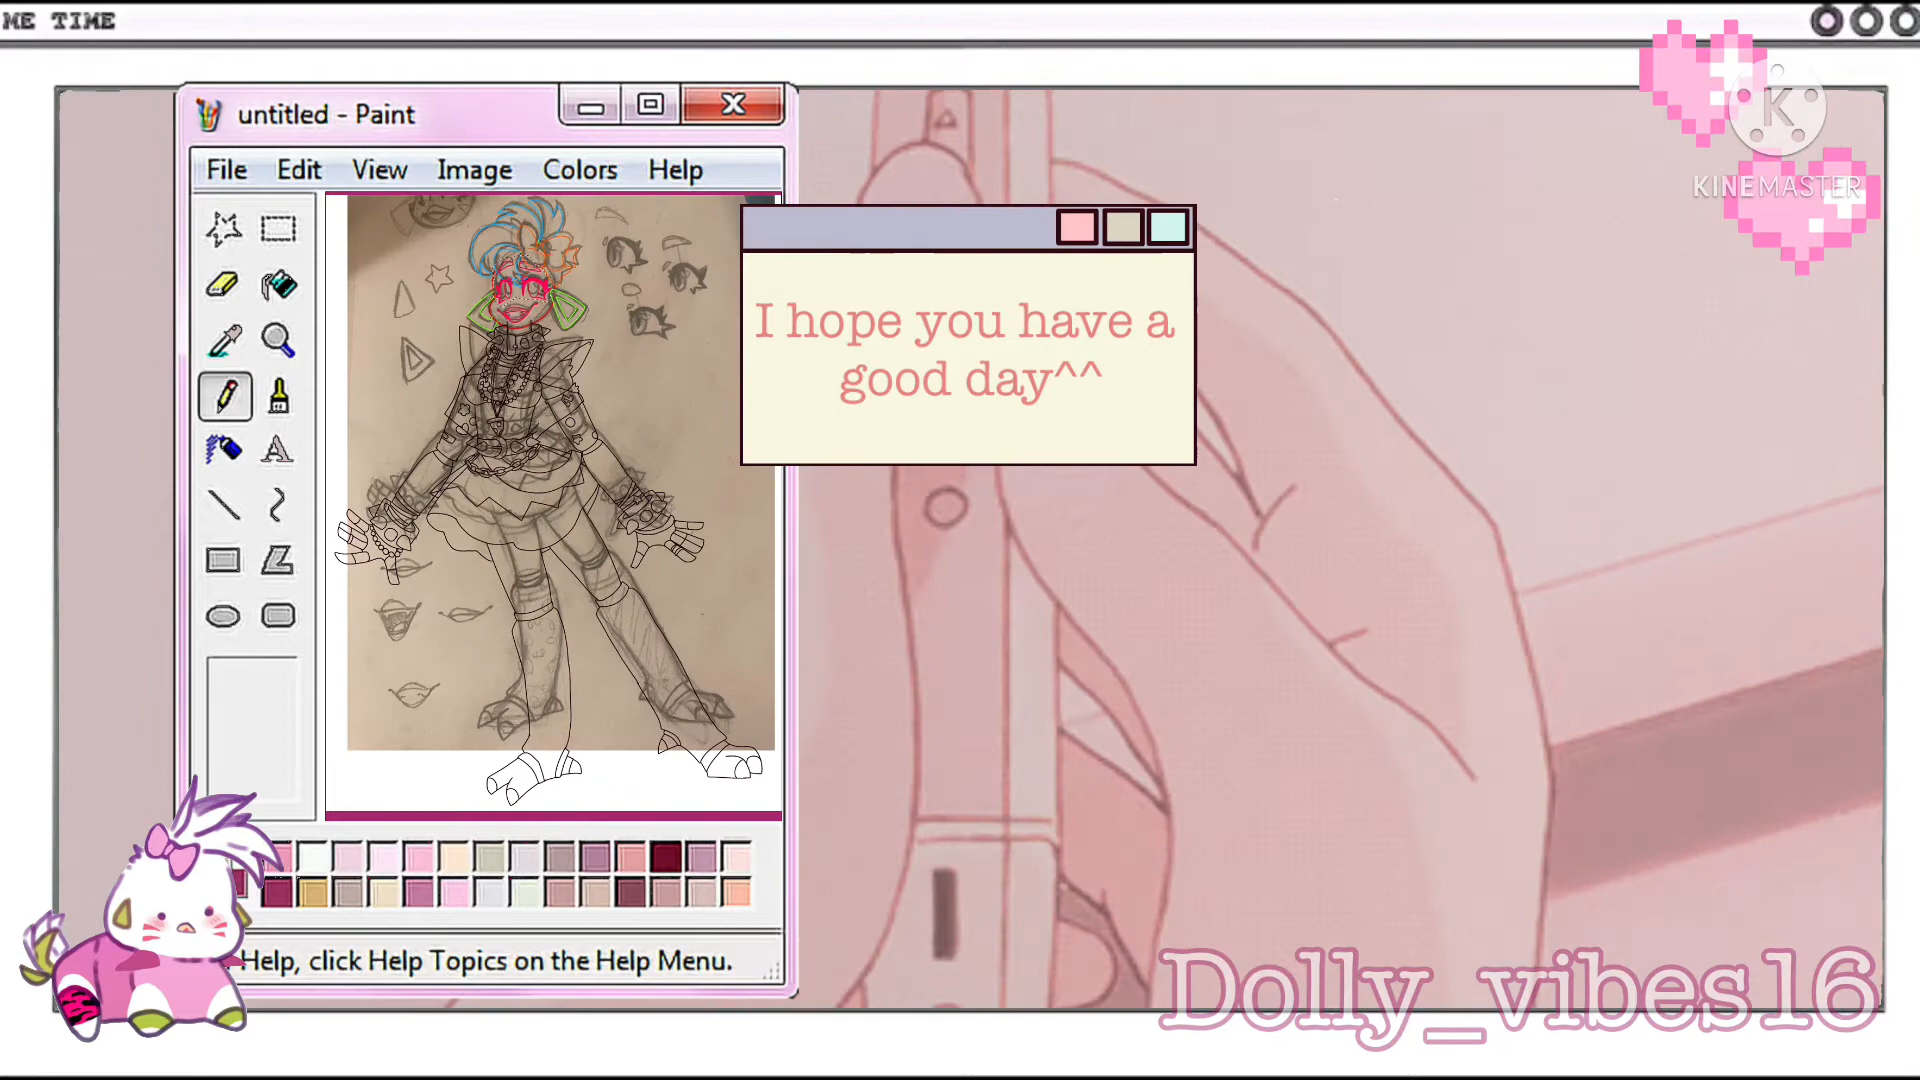 ME TIME
untitled - Paint
File Edit View Image Colors Help
I hope you have a
good day^^
KINEMASTER
Help, click Help Topics on the Help Menu.
Dolly_vibes16